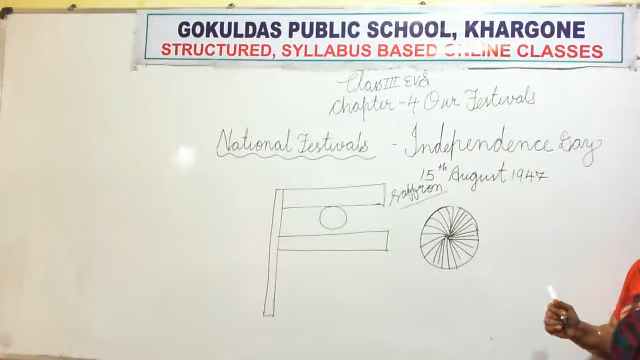 GOKULDAS PUBLIC SCHOOL, KHARGONE
STRUCTURED, SYLLABUS BASED ONLINE CLASSES
Class III EVS
Chapter-4 Our Festivals
National Festivals - Independence Day
15th August 1947
Saffron